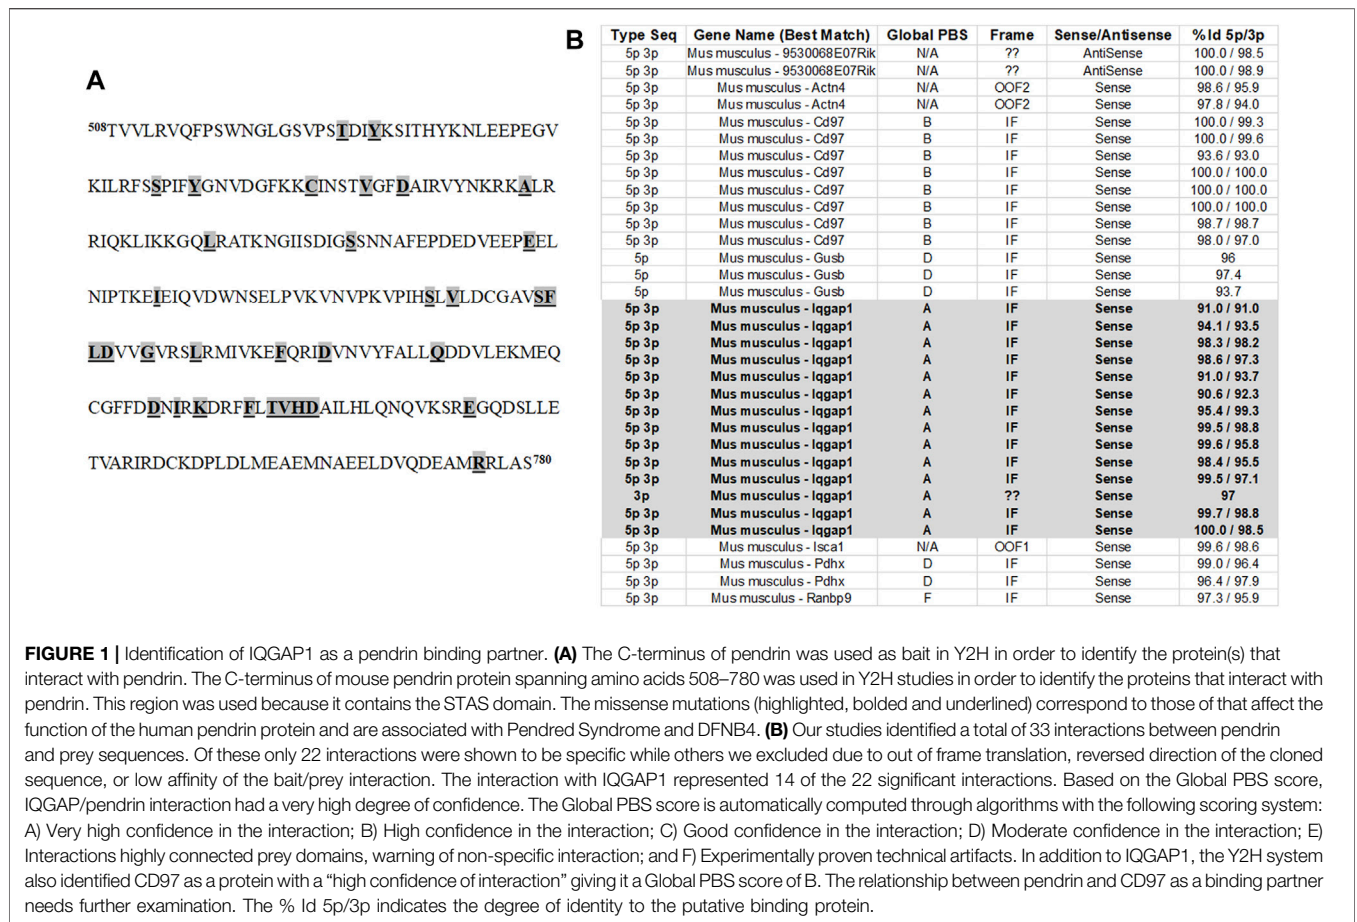 A
⁵⁰⁸TVVLRVQFPSWNGLGSVPSTDIYKSITHYKNLEEPEGV
KILRFSSPIFYGNVDGFKKCINSTVGFDAIRVYNKRKALR
RIQKLIKKGQLRATKNGIISDIGSSNNAFEPDEDVEEPEEL
NIPTKEIEIQVDWNSELPVKVNVPKVPIHSLVLDCGAVSF
LDVVGVRSLRMIVKEFQRIDVNVYFALLQDDVLEKMEQ
CGFFDDNIRKDRFFLTVHDAILHLQNQVKSREGQDSLLE
TVARIRDCKDPLDLMEAEMNAEELDVQDEAMRRLAS⁷⁸⁰
B
Type Seq Gene Name (Best Match) Global PBS Frame Sense/Antisense %Id 5p/3p
5p 3p Mus musculus - 9530068E07Rik N/A ?? AntiSense 100.0 / 98.5
5p 3p Mus musculus - 9530068E07Rik N/A ?? AntiSense 100.0 / 98.9
5p 3p Mus musculus - Actn4 N/A OOF2 Sense 98.6 / 95.9
5p 3p Mus musculus - Actn4 N/A OOF2 Sense 97.8 / 94.0
5p 3p Mus musculus - Cd97 B IF Sense 100.0 / 99.3
5p 3p Mus musculus - Cd97 B IF Sense 100.0 / 99.6
5p 3p Mus musculus - Cd97 B IF Sense 93.6 / 93.0
5p 3p Mus musculus - Cd97 B IF Sense 100.0 / 100.0
5p 3p Mus musculus - Cd97 B IF Sense 100.0 / 100.0
5p 3p Mus musculus - Cd97 B IF Sense 100.0 / 100.0
5p 3p Mus musculus - Cd97 B IF Sense 98.7 / 98.7
5p 3p Mus musculus - Cd97 B IF Sense 98.0 / 97.0
5p Mus musculus - Gusb D IF Sense 96
5p Mus musculus - Gusb D IF Sense 97.4
5p Mus musculus - Gusb D IF Sense 93.7
5p 3p Mus musculus - Iqgap1 A IF Sense 91.0 / 91.0
5p 3p Mus musculus - Iqgap1 A IF Sense 94.1 / 93.5
5p 3p Mus musculus - Iqgap1 A IF Sense 98.3 / 98.2
5p 3p Mus musculus - Iqgap1 A IF Sense 98.6 / 97.3
5p 3p Mus musculus - Iqgap1 A IF Sense 91.0 / 93.7
5p 3p Mus musculus - Iqgap1 A IF Sense 90.6 / 92.3
5p 3p Mus musculus - Iqgap1 A IF Sense 95.4 / 99.3
5p 3p Mus musculus - Iqgap1 A IF Sense 99.5 / 98.8
5p 3p Mus musculus - Iqgap1 A IF Sense 99.6 / 95.8
5p 3p Mus musculus - Iqgap1 A IF Sense 98.4 / 95.5
5p 3p Mus musculus - Iqgap1 A IF Sense 99.5 / 97.1
3p Mus musculus - Iqgap1 A ?? Sense 97
5p 3p Mus musculus - Iqgap1 A IF Sense 99.7 / 98.8
5p 3p Mus musculus - Iqgap1 A IF Sense 100.0 / 98.5
5p 3p Mus musculus - Isca1 N/A OOF1 Sense 99.6 / 98.6
5p 3p Mus musculus - Pdhx D IF Sense 99.0 / 96.4
5p 3p Mus musculus - Pdhx D IF Sense 96.4 / 97.9
5p 3p Mus musculus - Ranbp9 F IF Sense 97.3 / 95.9
FIGURE 1 | Identification of IQGAP1 as a pendrin binding partner. (A) The C-terminus of pendrin was used as bait in Y2H in order to identify the protein(s) that
interact with pendrin. The C-terminus of mouse pendrin protein spanning amino acids 508–780 was used in Y2H studies in order to identify the proteins that interact with
pendrin. This region was used because it contains the STAS domain. The missense mutations (highlighted, bolded and underlined) correspond to those of that affect the
function of the human pendrin protein and are associated with Pendred Syndrome and DFNB4. (B) Our studies identified a total of 33 interactions between pendrin
and prey sequences. Of these only 22 interactions were shown to be specific while others we excluded due to out of frame translation, reversed direction of the cloned
sequence, or low affinity of the bait/prey interaction. The interaction with IQGAP1 represented 14 of the 22 significant interactions. Based on the Global PBS score,
IQGAP/pendrin interaction had a very high degree of confidence. The Global PBS score is automatically computed through algorithms with the following scoring system:
A) Very high confidence in the interaction; B) High confidence in the interaction; C) Good confidence in the interaction; D) Moderate confidence in the interaction; E)
Interactions highly connected prey domains, warning of non-specific interaction; and F) Experimentally proven technical artifacts. In addition to IQGAP1, the Y2H system
also identified CD97 as a protein with a “high confidence of interaction” giving it a Global PBS score of B. The relationship between pendrin and CD97 as a binding partner
needs further examination. The % Id 5p/3p indicates the degree of identity to the putative binding protein.